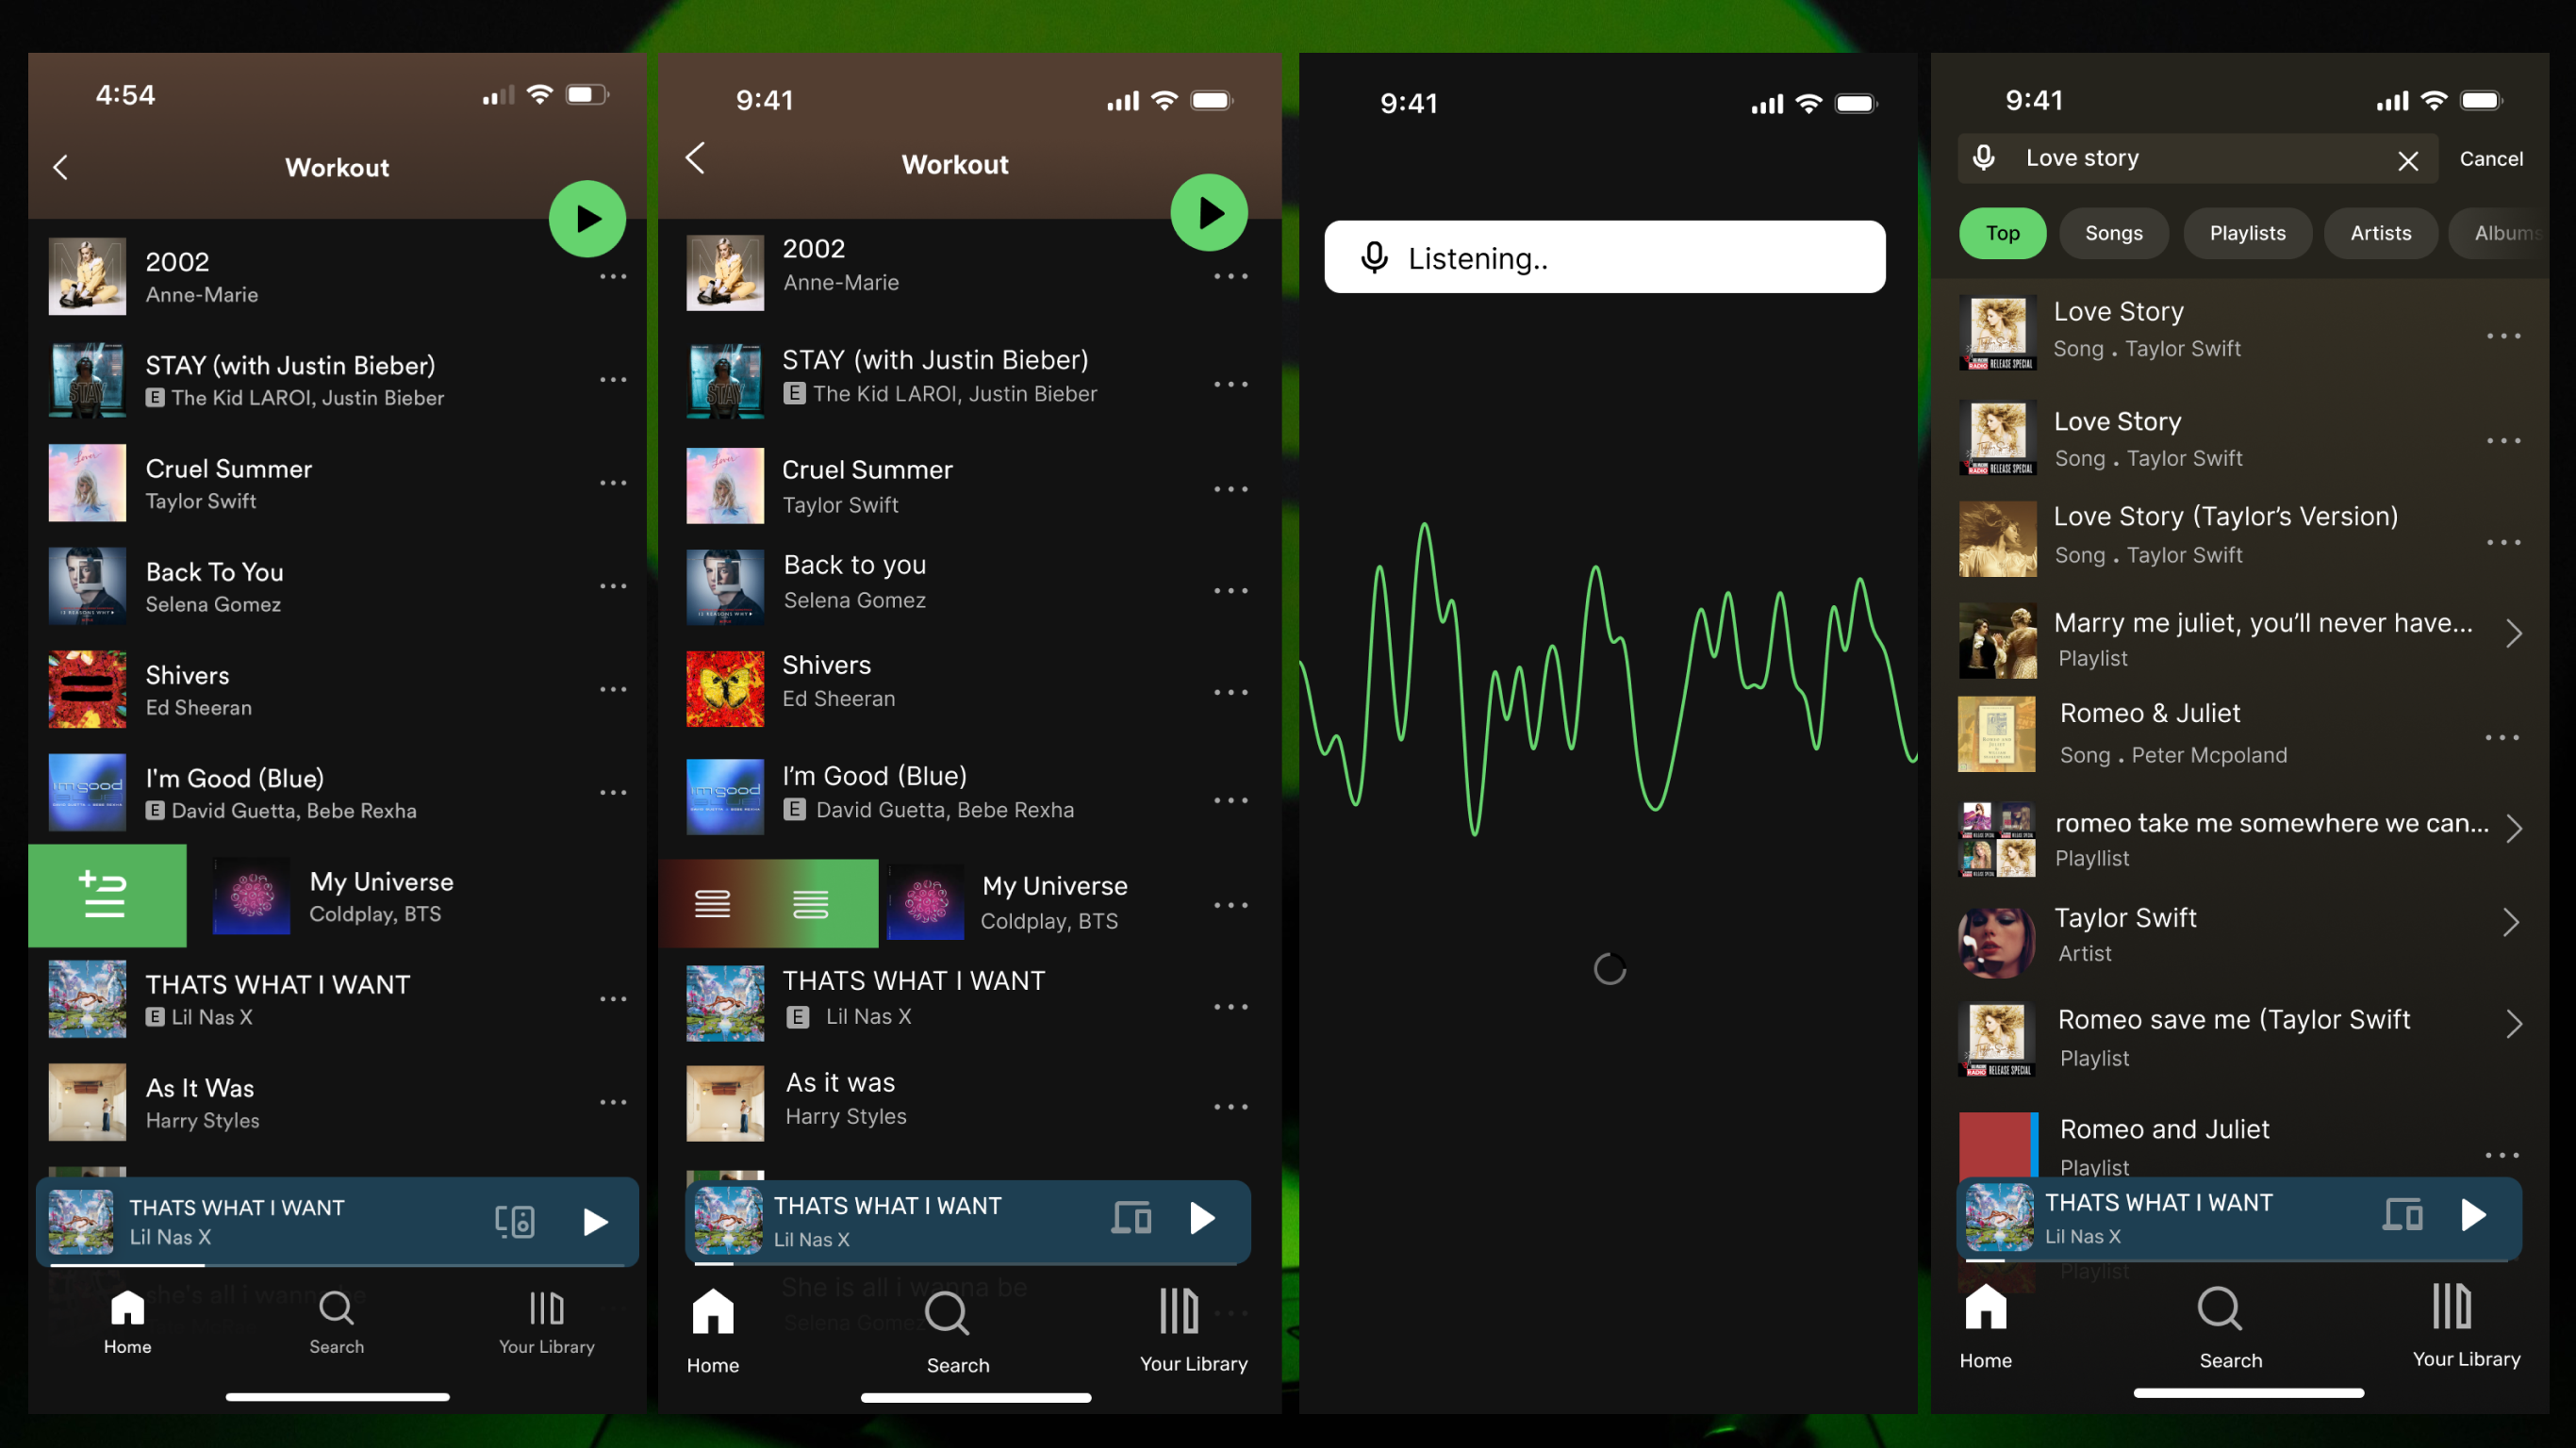 4:54
Workout
2002
Anne-Marie
STAY (with Justin Bieber)
E The Kid LAROI, Justin Bieber
Cruel Summer
Taylor Swift
Back To You
Selena Gomez
Shivers
Ed Sheeran
I'm Good (Blue)
E David Guetta, Bebe Rexha
My Universe
Coldplay, BTS
THATS WHAT I WANT
E Lil Nas X
As It Was
Harry Styles
THATS WHAT I WANT
Lil Nas X
she's all i wanna be
Home
Search
Your Library
9:41
Workout
2002
Anne-Marie
STAY (with Justin Bieber)
E The Kid LAROI, Justin Bieber
Cruel Summer
Taylor Swift
Back to you
Selena Gomez
Shivers
Ed Sheeran
I’m Good (Blue)
E David Guetta, Bebe Rexha
My Universe
Coldplay, BTS
THATS WHAT I WANT
E Lil Nas X
As it was
Harry Styles
THATS WHAT I WANT
Lil Nas X
She is all i wanna be
Selena Gomez
Home
Search
Your Library
9:41
Listening..
9:41
Love story
Cancel
Top
Songs
Playlists
Artists
Albums
Love Story
Song . Taylor Swift
Love Story
Song . Taylor Swift
Love Story (Taylor’s Version)
Song . Taylor Swift
Marry me juliet, you’ll never have...
Playlist
Romeo & Juliet
Song . Peter Mcpoland
romeo take me somewhere we can...
Playllist
Taylor Swift
Artist
Romeo save me (Taylor Swift
Playlist
Romeo and Juliet
Playlist
THATS WHAT I WANT
Lil Nas X
Playlist
Home
Search
Your Library